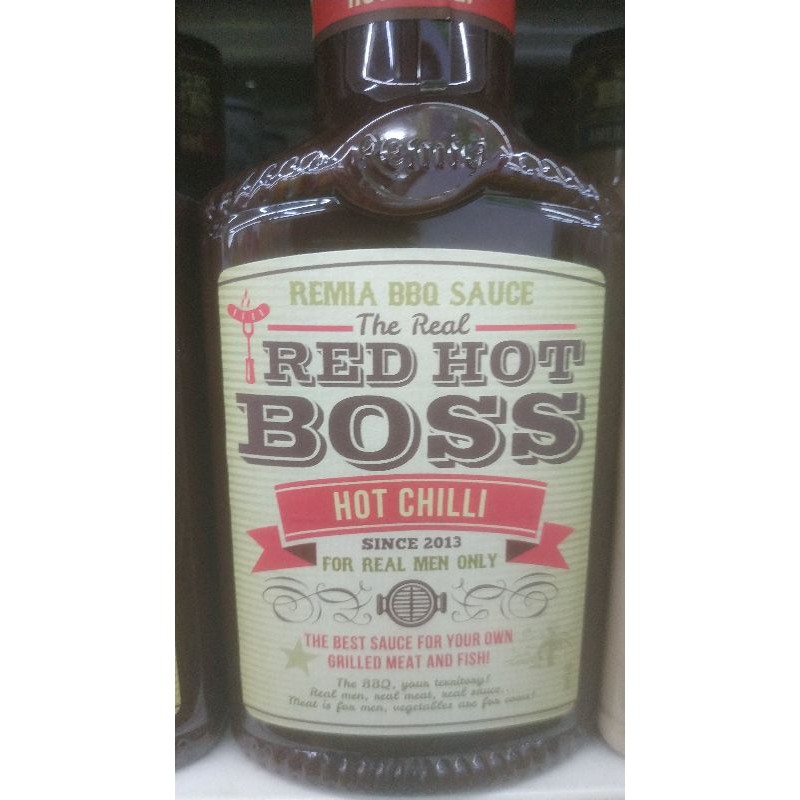 Remia
REMIA BBQ SAUCE
The Real
RED HOT
BOSS
HOT CHILLI
SINCE 2013
FOR REAL MEN ONLY
THE BEST SAUCE FOR YOUR OWN
GRILLED MEAT AND FISH!
The BBQ, your territory!
Real men, real meat, real sauce...
Meat is for men, vegetables are for